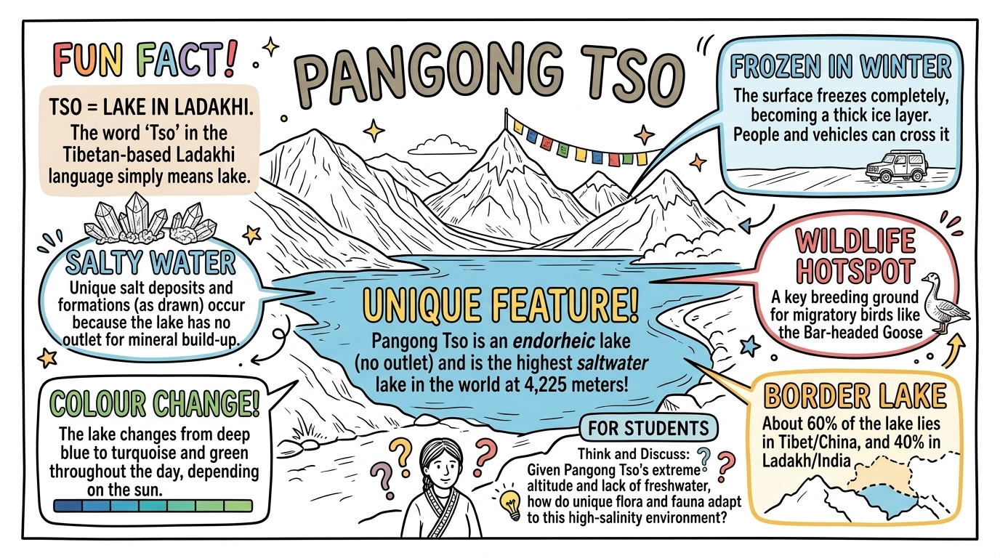 FUN FACT!
TSO = LAKE IN LADAKHI.
The word ‘Tso’ in the
Tibetan-based Ladakhi
language simply means lake.
PANGONG TSO
FROZEN IN WINTER
The surface freezes completely,
becoming a thick ice layer.
People and vehicles can cross it
SALTY WATER
Unique salt deposits and
formations (as drawn) occur
because the lake has no
outlet for mineral build-up.
UNIQUE FEATURE!
Pangong Tso is an endorheic lake
(no outlet) and is the highest saltwater
lake in the world at 4,225 meters!
WILDLIFE
HOTSPOT
A key breeding ground
for migratory birds like
the Bar-headed Goose
COLOUR CHANGE!
The lake changes from deep
blue to turquoise and green
throughout the day, depending
on the sun.
FOR STUDENTS
Think and Discuss:
Given Pangong Tso’s extreme
altitude and lack of freshwater,
how do unique flora and fauna adapt
to this high-salinity environment?
BORDER LAKE
About 60% of the lake lies
in Tibet/China, and 40% in
Ladakh/India